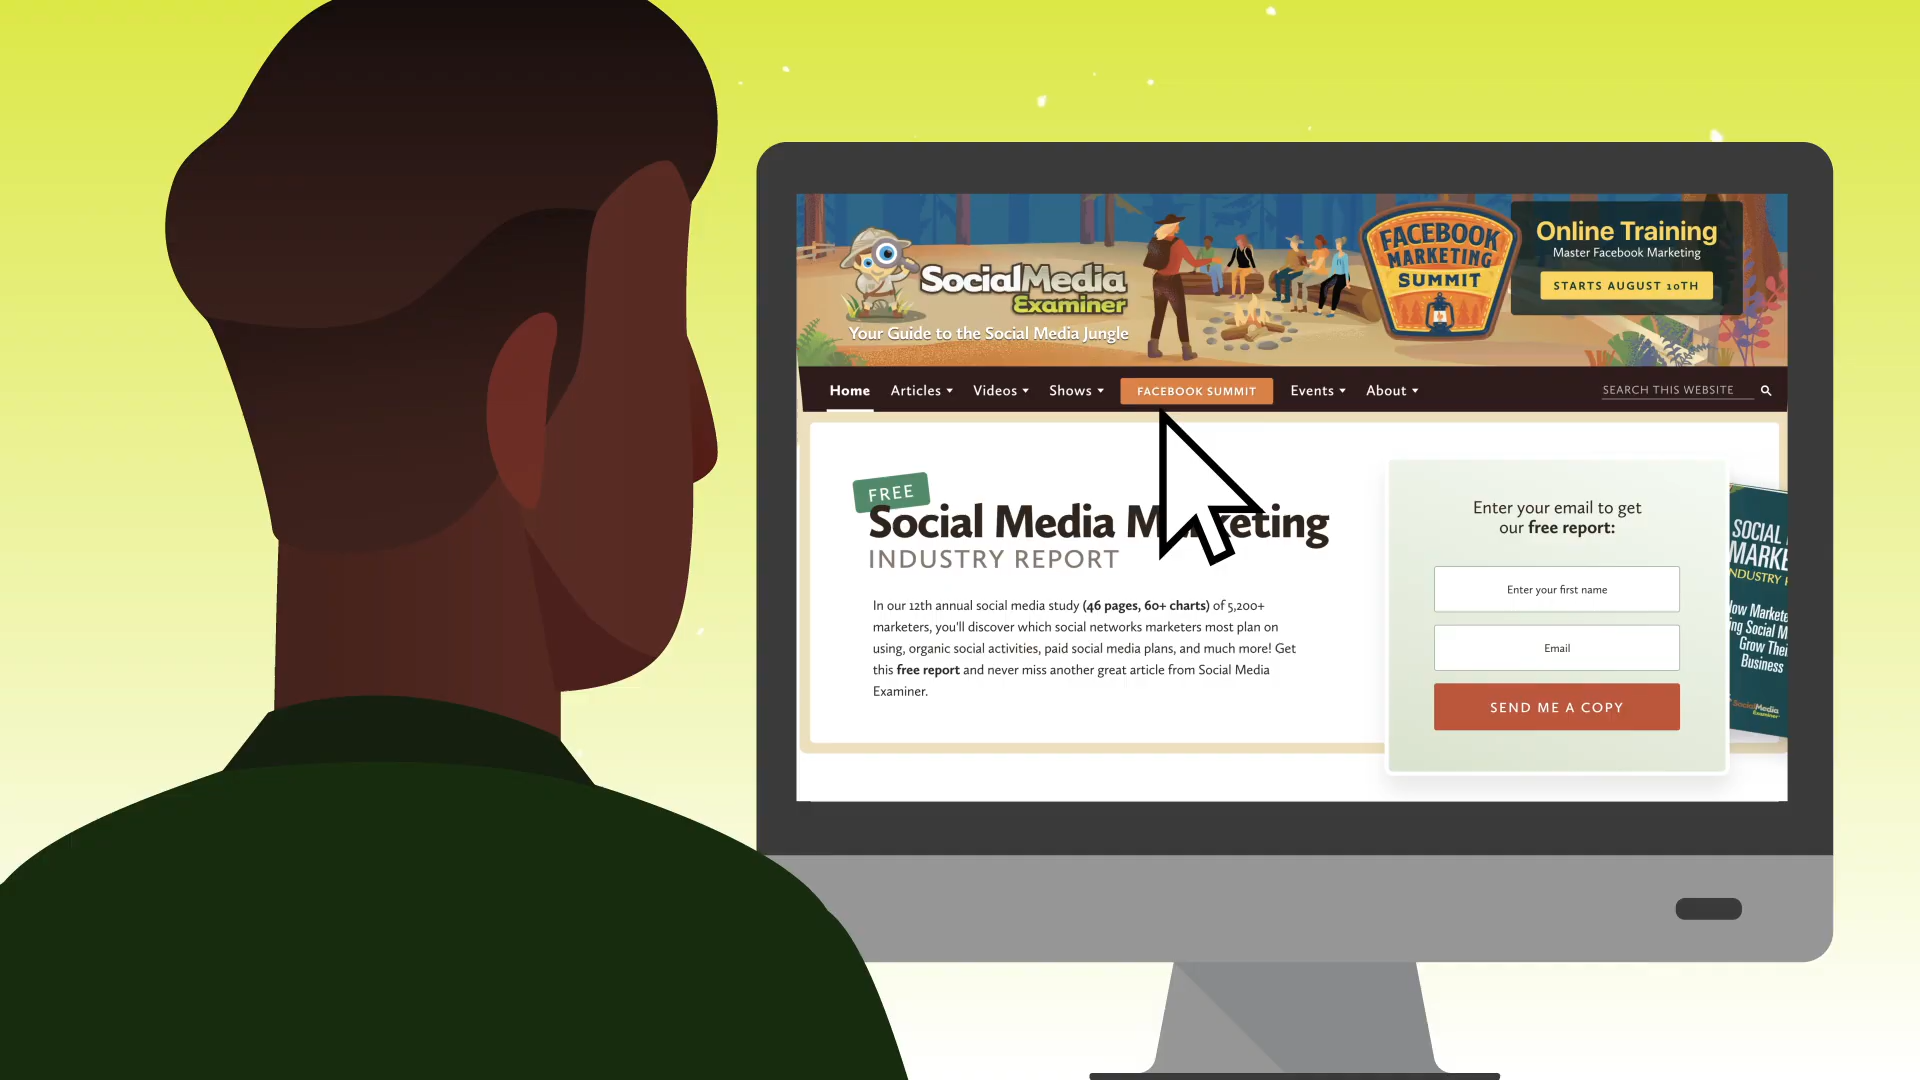 SocialMedia
Examiner
Your Guide to the Social Media Jungle
FACEBOOK
MARKETING
SUMMIT
Online Training
Master Facebook Marketing
STARTS AUGUST 10TH
Home Articles Videos Shows FACEBOOK SUMMIT Events About SEARCH THIS WEBSITE
FREE
Social Media Marketing
INDUSTRY REPORT
In our 12th annual social media study (46 pages, 60+ charts) of 5,200+
marketers, you'll discover which social networks marketers most plan on
using, organic social activities, paid social media plans, and much more! Get
this free report and never miss another great article from Social Media
Examiner.
Enter your email to get
our free report:
Enter your first name
Email
SEND ME A COPY
SOCIAL
Grow
Business
SocialMedia
Examiner